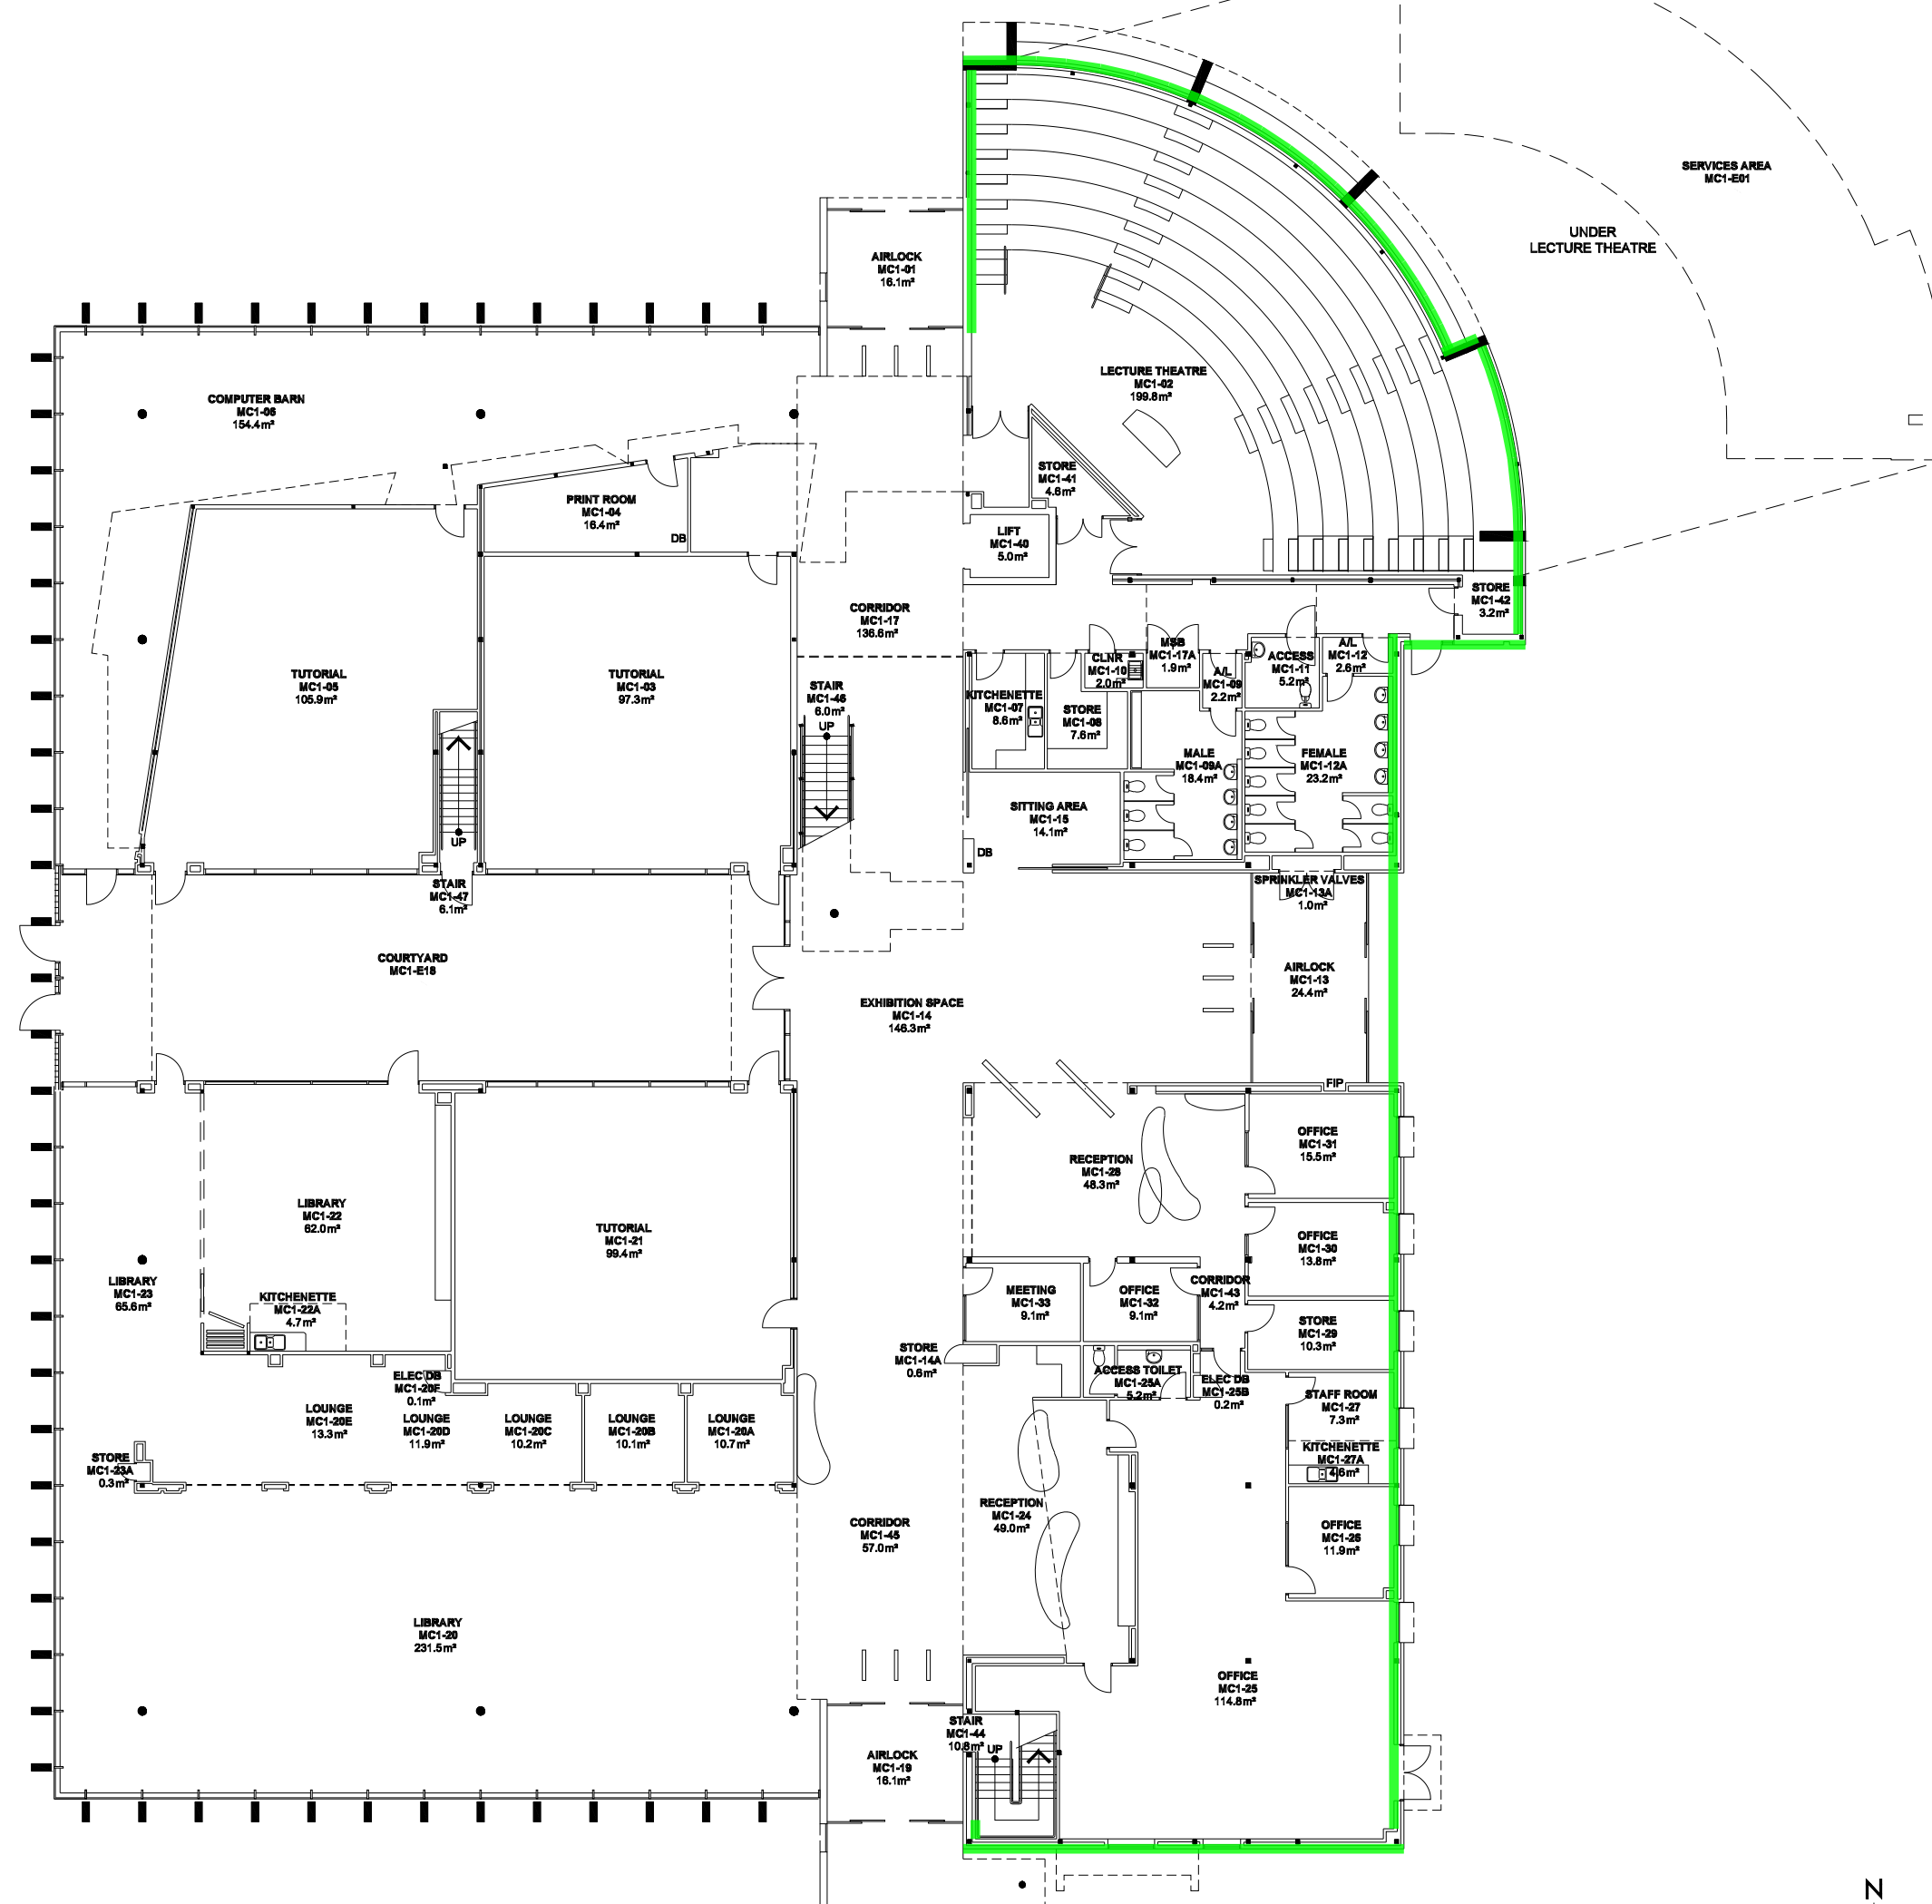 SERVICES AREA
MC1-E01
UNDER
LECTURE THEATRE
AIRLOCK
MC1-01
16.1m²
LECTURE THEATRE
MC1-02
199.8m²
COMPUTER BARN
MC1-06
154.4m²
STORE
MC1-41
4.6m²
PRINT ROOM
MC1-04
16.4m²
DB
LIFT
MC1-40
5.0m²
STORE
MC1-42
3.2m²
CORRIDOR
MC1-17
136.6m²
MSB
MC1-17A
1.9m²
A/L
MC1-12
2.6m²
CLNR
MC1-10
2.0m²
ACCESS
MC1-11
5.2m²
A/L
MC1-09
2.2m²
TUTORIAL
MC1-05
105.9m²
TUTORIAL
MC1-03
97.3m²
STAIR
MC1-46
6.0m²
UP
KITCHENETTE
MC1-07
8.6m²
STORE
MC1-08
7.6m²
MALE
MC1-09A
18.4m²
FEMALE
MC1-12A
23.2m²
SITTING AREA
MC1-15
14.1m²
UP
DB
STAIR
MC1-47
6.1m²
SPRINKLER VALVES
MC1-13A
1.0m²
COURTYARD
MC1-E18
AIRLOCK
MC1-13
24.4m²
EXHIBITION SPACE
MC1-14
146.3m²
FIP
OFFICE
MC1-31
15.5m²
RECEPTION
MC1-28
48.3m²
LIBRARY
MC1-22
62.0m²
TUTORIAL
MC1-21
99.4m²
OFFICE
MC1-30
13.8m²
LIBRARY
MC1-23
65.6m²
KITCHENETTE
MC1-22A
4.7m²
MEETING
MC1-33
9.1m²
OFFICE
MC1-32
9.1m²
CORRIDOR
MC1-43
4.2m²
STORE
MC1-29
10.3m²
STORE
MC1-14A
0.6m²
ACCESS TOILET
MC1-25A
5.2m²
ELEC DB
MC1-25B
0.2m²
ELEC DB
MC1-20F
0.1m²
STAFF ROOM
MC1-27
7.3m²
LOUNGE
MC1-20E
13.3m²
LOUNGE
MC1-20D
11.9m²
LOUNGE
MC1-20C
10.2m²
LOUNGE
MC1-20B
10.1m²
LOUNGE
MC1-20A
10.7m²
KITCHENETTE
MC1-27A
4.6m²
STORE
MC1-23A
0.3m²
RECEPTION
MC1-24
49.0m²
CORRIDOR
MC1-45
57.0m²
OFFICE
MC1-26
11.9m²
LIBRARY
MC1-20
231.5m²
OFFICE
MC1-25
114.8m²
STAIR
MC1-44
10.8m²
UP
AIRLOCK
MC1-19
16.1m²
N